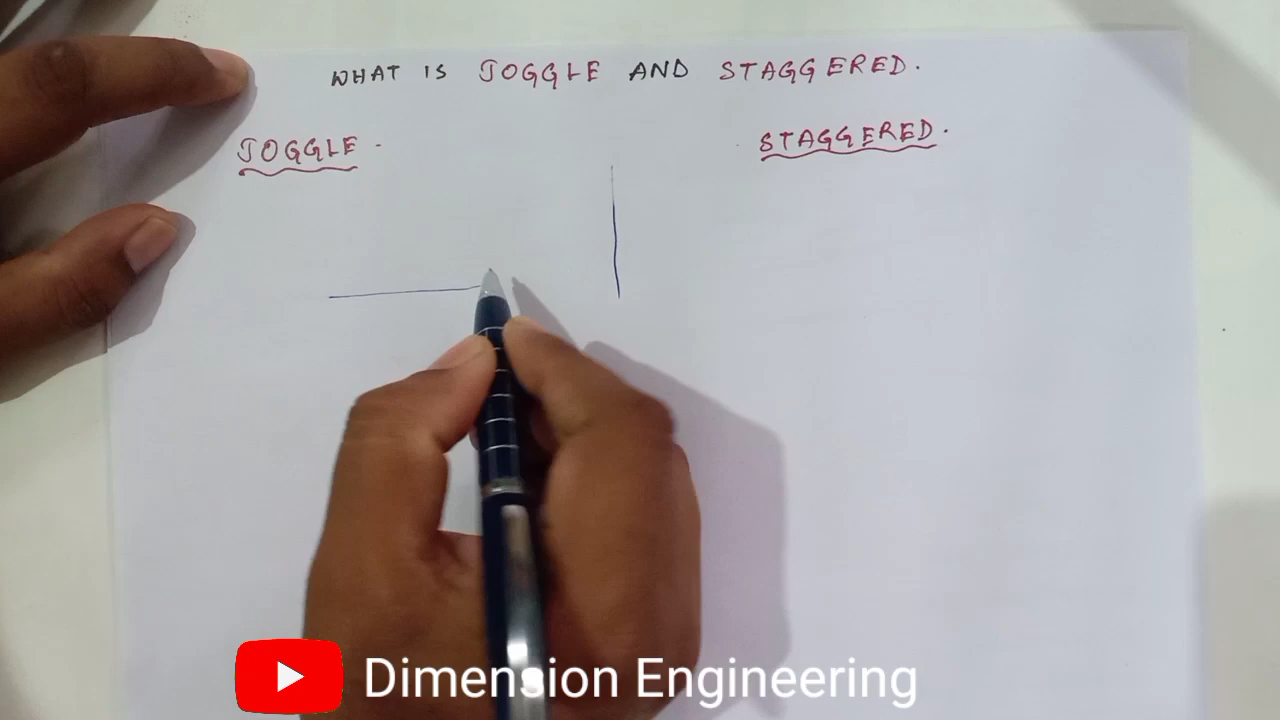 WHAT IS JOGGLE AND STAGGERED.
JOGGLE.
STAGGERED.
Dimension Engineering